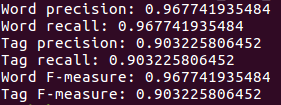 Word precision: 0.967741935484
Word recall: 0.967741935484
Tag precision: 0.903225806452
Tag recall: 0.903225806452
Word F-measure: 0.967741935484
Tag F-measure: 0.903225806452